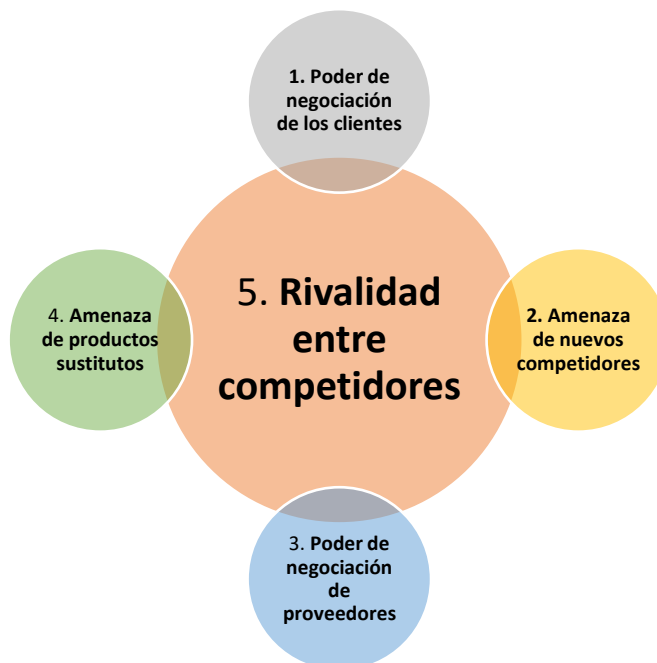 1. Poder de
negociación
de los clientes
5. Rivalidad
entre
competidores
4. Amenaza
de productos
sustitutos
2. Amenaza
de nuevos
competidores
3. Poder de
negociación
de
proveedores